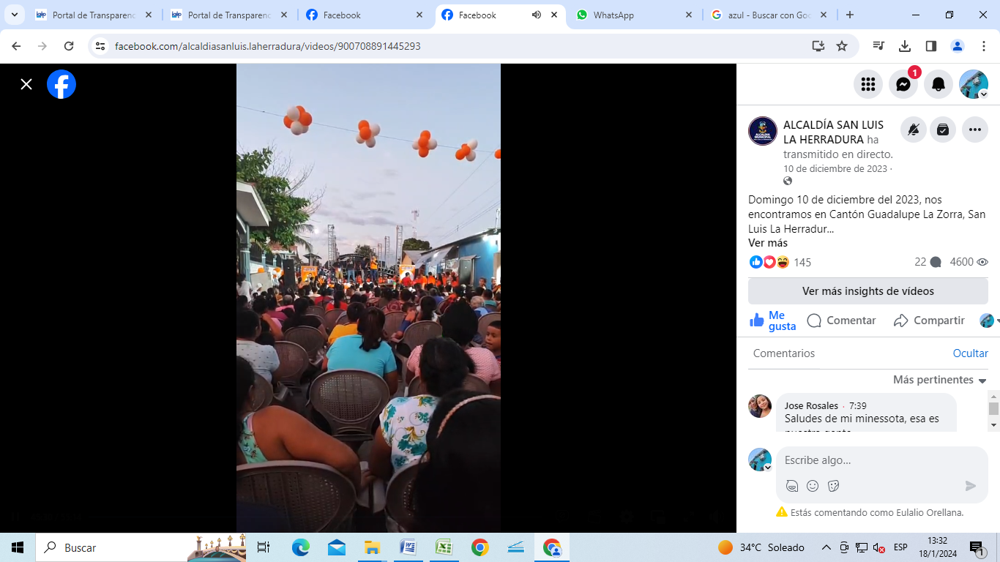 Portal de Transparenc
Portal de Transparenc
Facebook
Facebook
WhatsApp
azul - Buscar con Goo
facebook.com/alcaldiasanluis.laherradura/videos/900708891445293
1
ALCALDÍA SAN LUIS
LA HERRADURA ha
transmitido en directo.
10 de diciembre de 2023 ·
Domingo 10 de diciembre del 2023, nos
encontramos en Cantón Guadalupe La Zorra, San
Luis La Herradur...
Ver más
145
22
4600
Ver más insights de vídeos
Me
gusta
Comentar
Compartir
Comentarios
Ocultar
Más pertinentes
Jose Rosales · 7:39
Saludes de mi minessota, esa es
nuestra gente
Escribe algo...
Estás comentando como Eulalio Orellana.
Buscar
34°C Soleado
ESP
13:32
18/1/2024
1